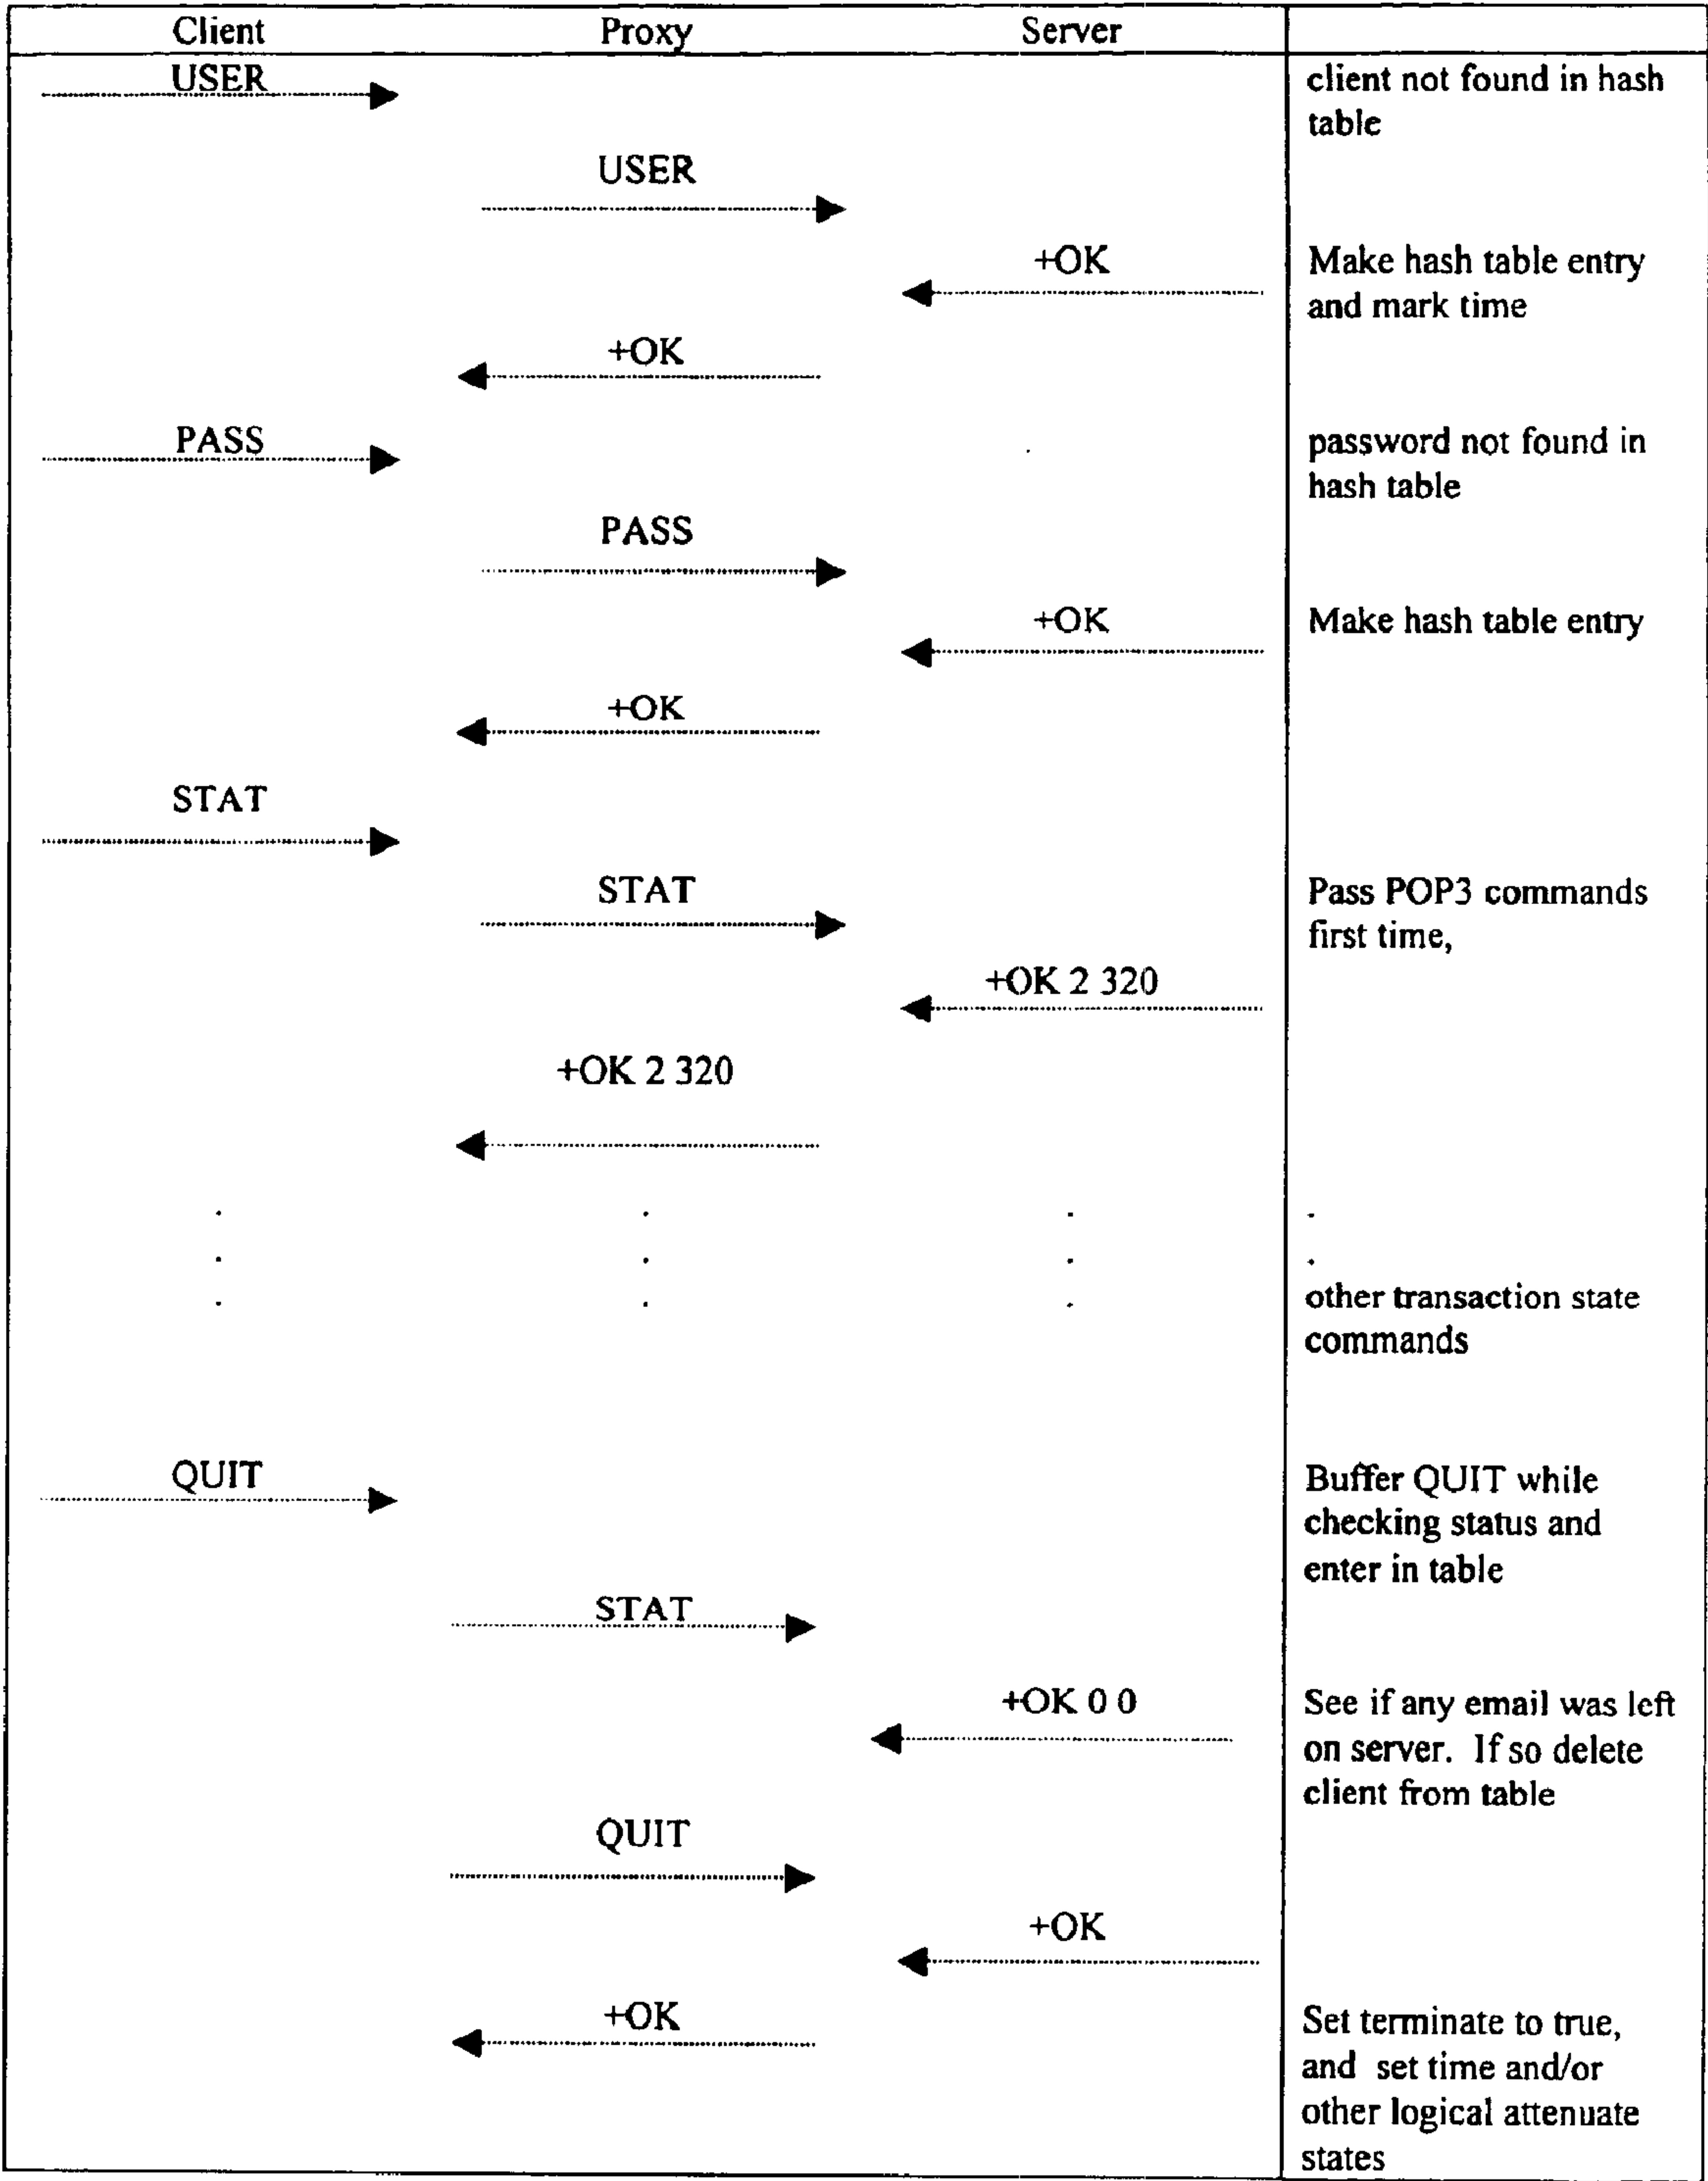 Client Proxy Server
USER client not found in hash
table
USER
+OK Make hash table entry
and mark time
+OK
PASS password not found in
hash table
PASS
+OK Make hash table entry
+OK
STAT
STAT Pass POP3 commands
first time,
+OK 2 320
+OK 2 320
. . . .
. . . .
. . . other transaction state
commands
QUIT Buffer QUIT while
checking status and
enter in table
STAT
+OK 0 0 See if any email was left
on server. If so delete
client from table
QUIT
+OK
+OK Set terminate to true,
and set time and/or
other logical attenuate
states